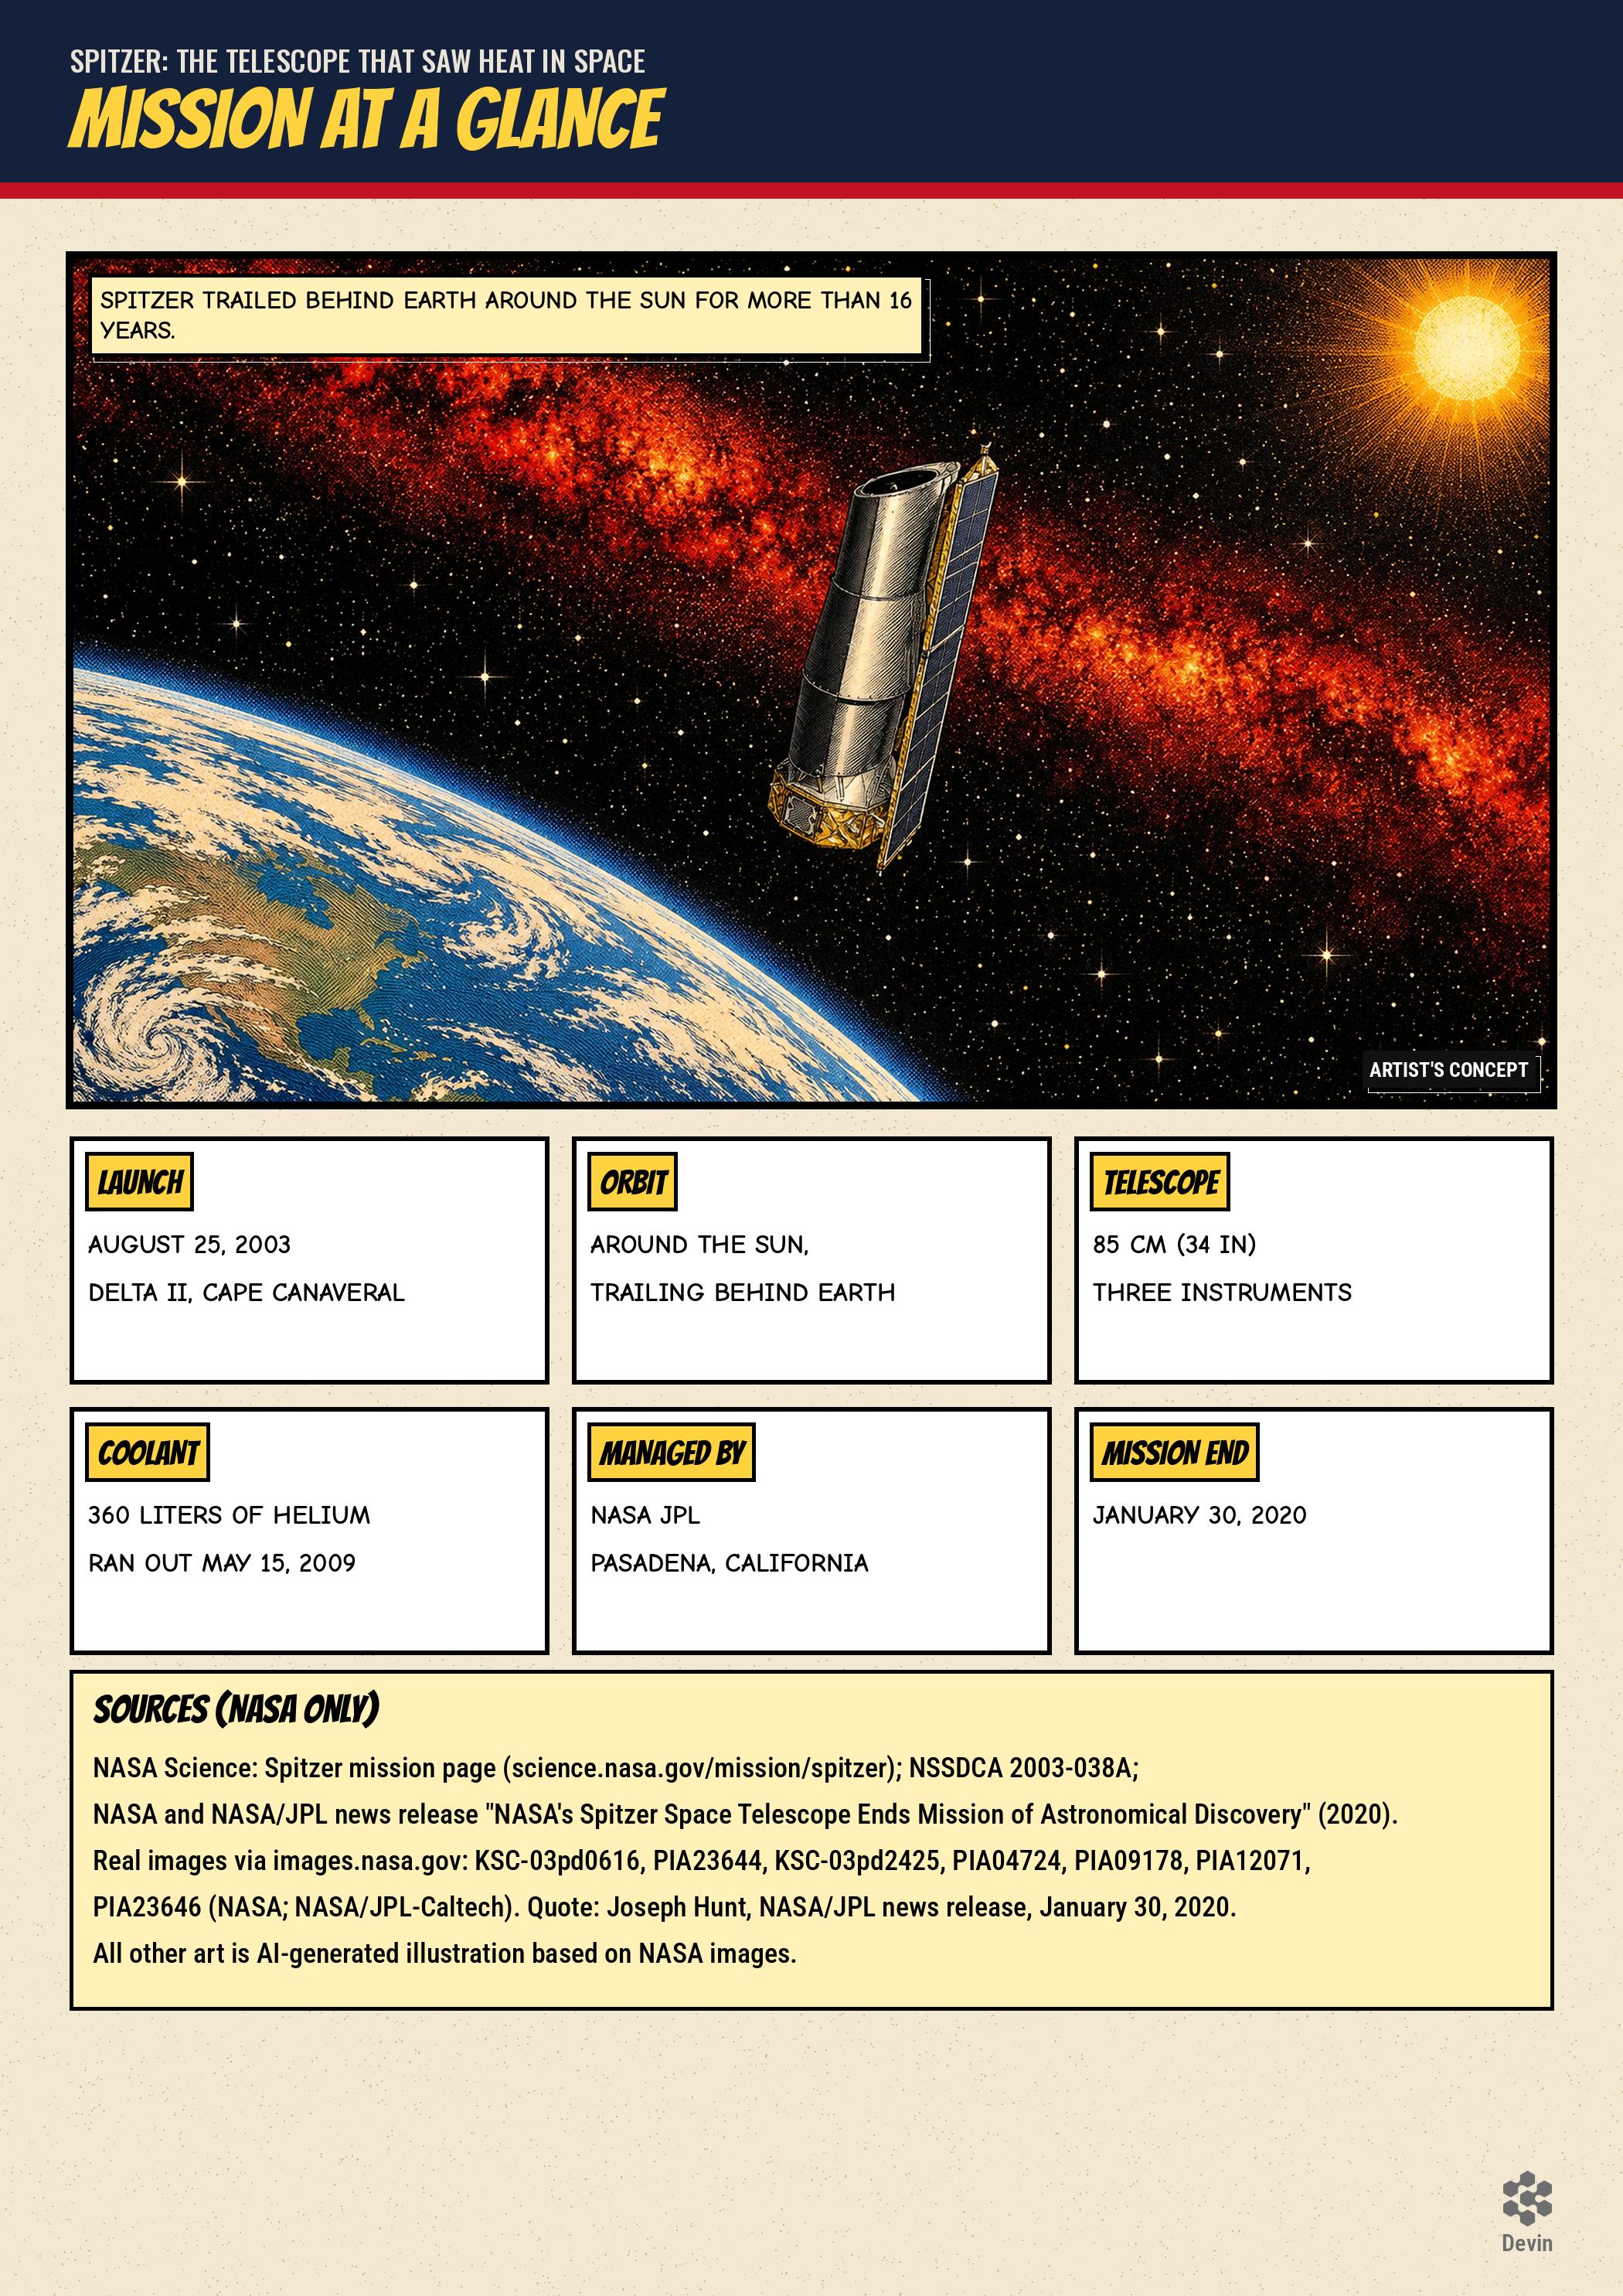 SPITZER: THE TELESCOPE THAT SAW HEAT IN SPACE
MISSION AT A GLANCE
SPITZER TRAILED BEHIND EARTH AROUND THE SUN FOR MORE THAN 16
YEARS.
ARTIST'S CONCEPT
LAUNCH
AUGUST 25, 2003
DELTA II, CAPE CANAVERAL
ORBIT
AROUND THE SUN,
TRAILING BEHIND EARTH
TELESCOPE
85 CM (34 IN)
THREE INSTRUMENTS
COOLANT
360 LITERS OF HELIUM
RAN OUT MAY 15, 2009
MANAGED BY
NASA JPL
PASADENA, CALIFORNIA
MISSION END
JANUARY 30, 2020
SOURCES (NASA ONLY)
NASA Science: Spitzer mission page (science.nasa.gov/mission/spitzer); NSSDCA 2003-038A;
NASA and NASA/JPL news release "NASA's Spitzer Space Telescope Ends Mission of Astronomical Discovery" (2020).
Real images via images.nasa.gov: KSC-03pd0616, PIA23644, KSC-03pd2425, PIA04724, PIA09178, PIA12071,
PIA23646 (NASA; NASA/JPL-Caltech). Quote: Joseph Hunt, NASA/JPL news release, January 30, 2020.
All other art is AI-generated illustration based on NASA images.
Devin